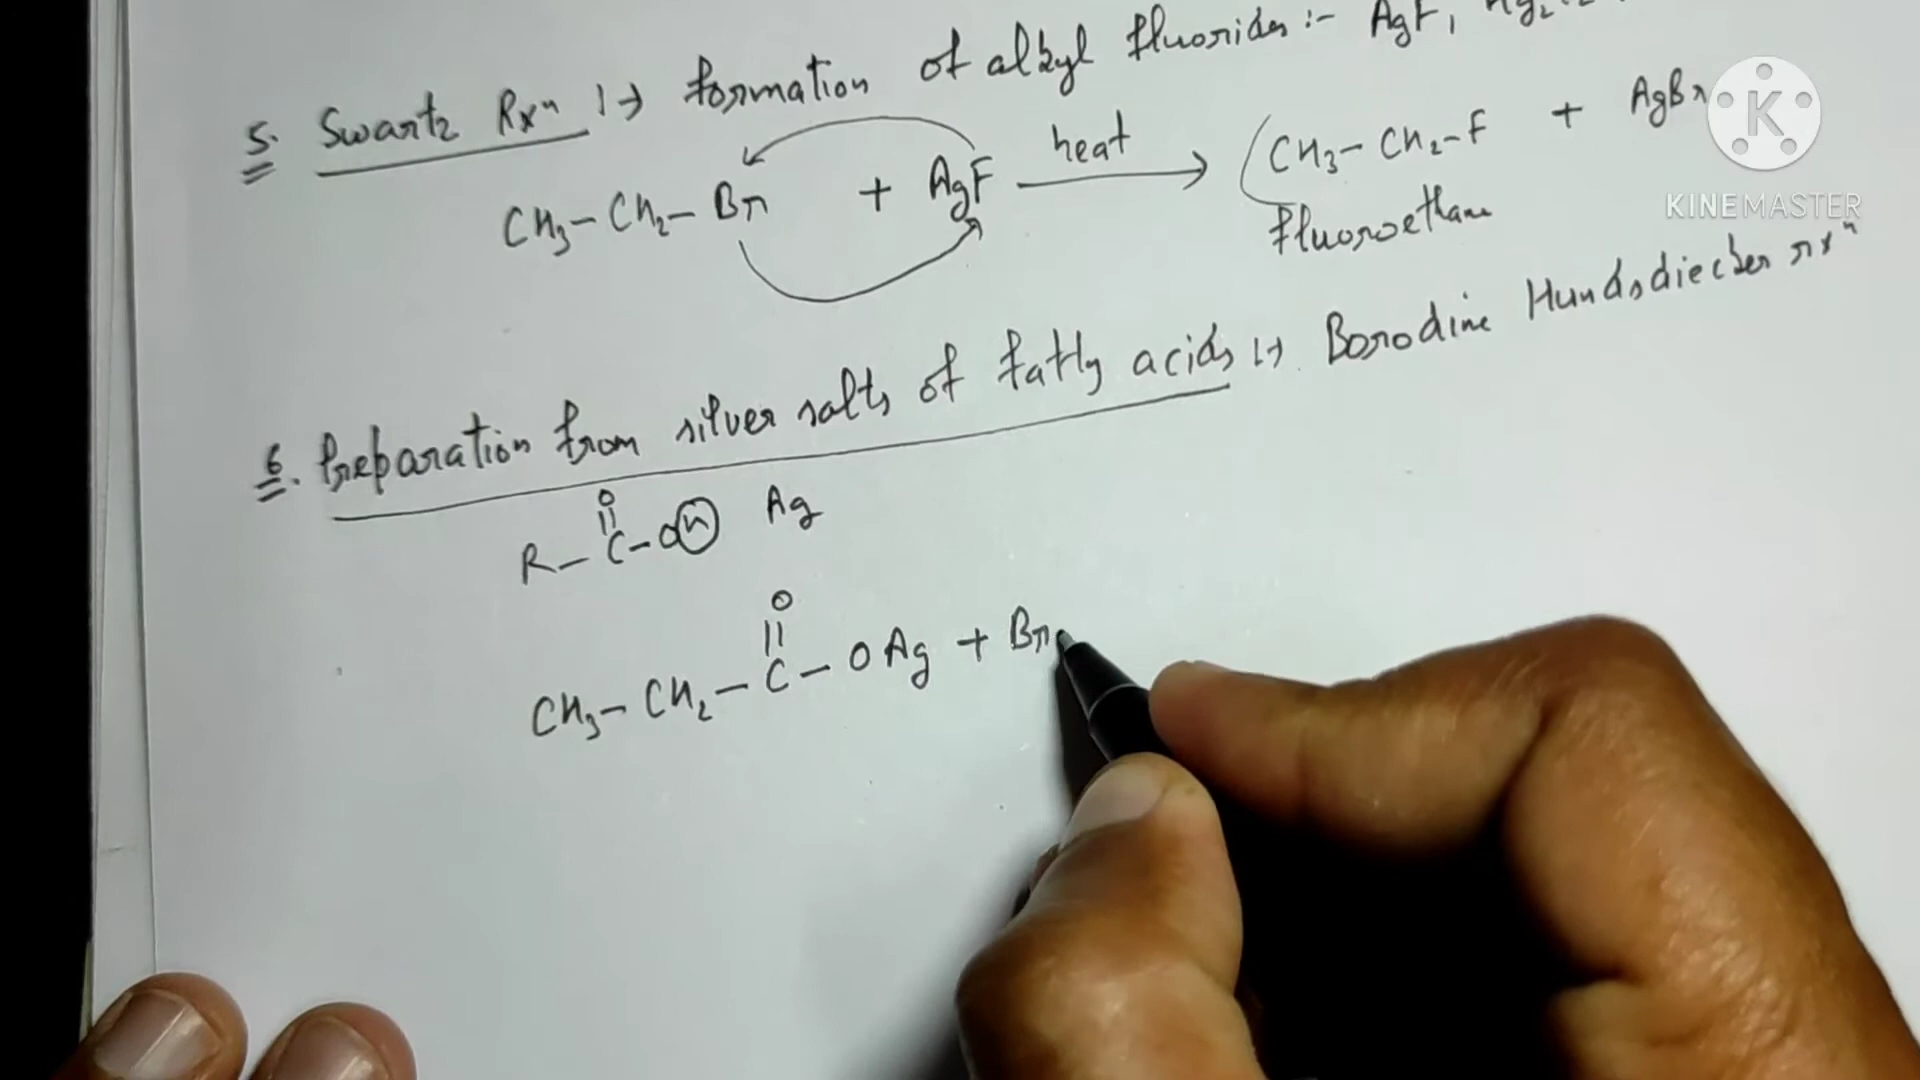 5. Swartz Rxⁿ :→ formation of alkyl fluorides :- AgF,
CH₃–CH₂–Br + AgF heat → CH₃–CH₂–F + AgBr
Fluoroethane
K
KINEMASTER
6. Preparation from silver salts of fatty acids :→ Borodine Hundsdiecker rxⁿ
R–C(=O)–OH Ag
CH₃–CH₂–C(=O)–OAg + Br